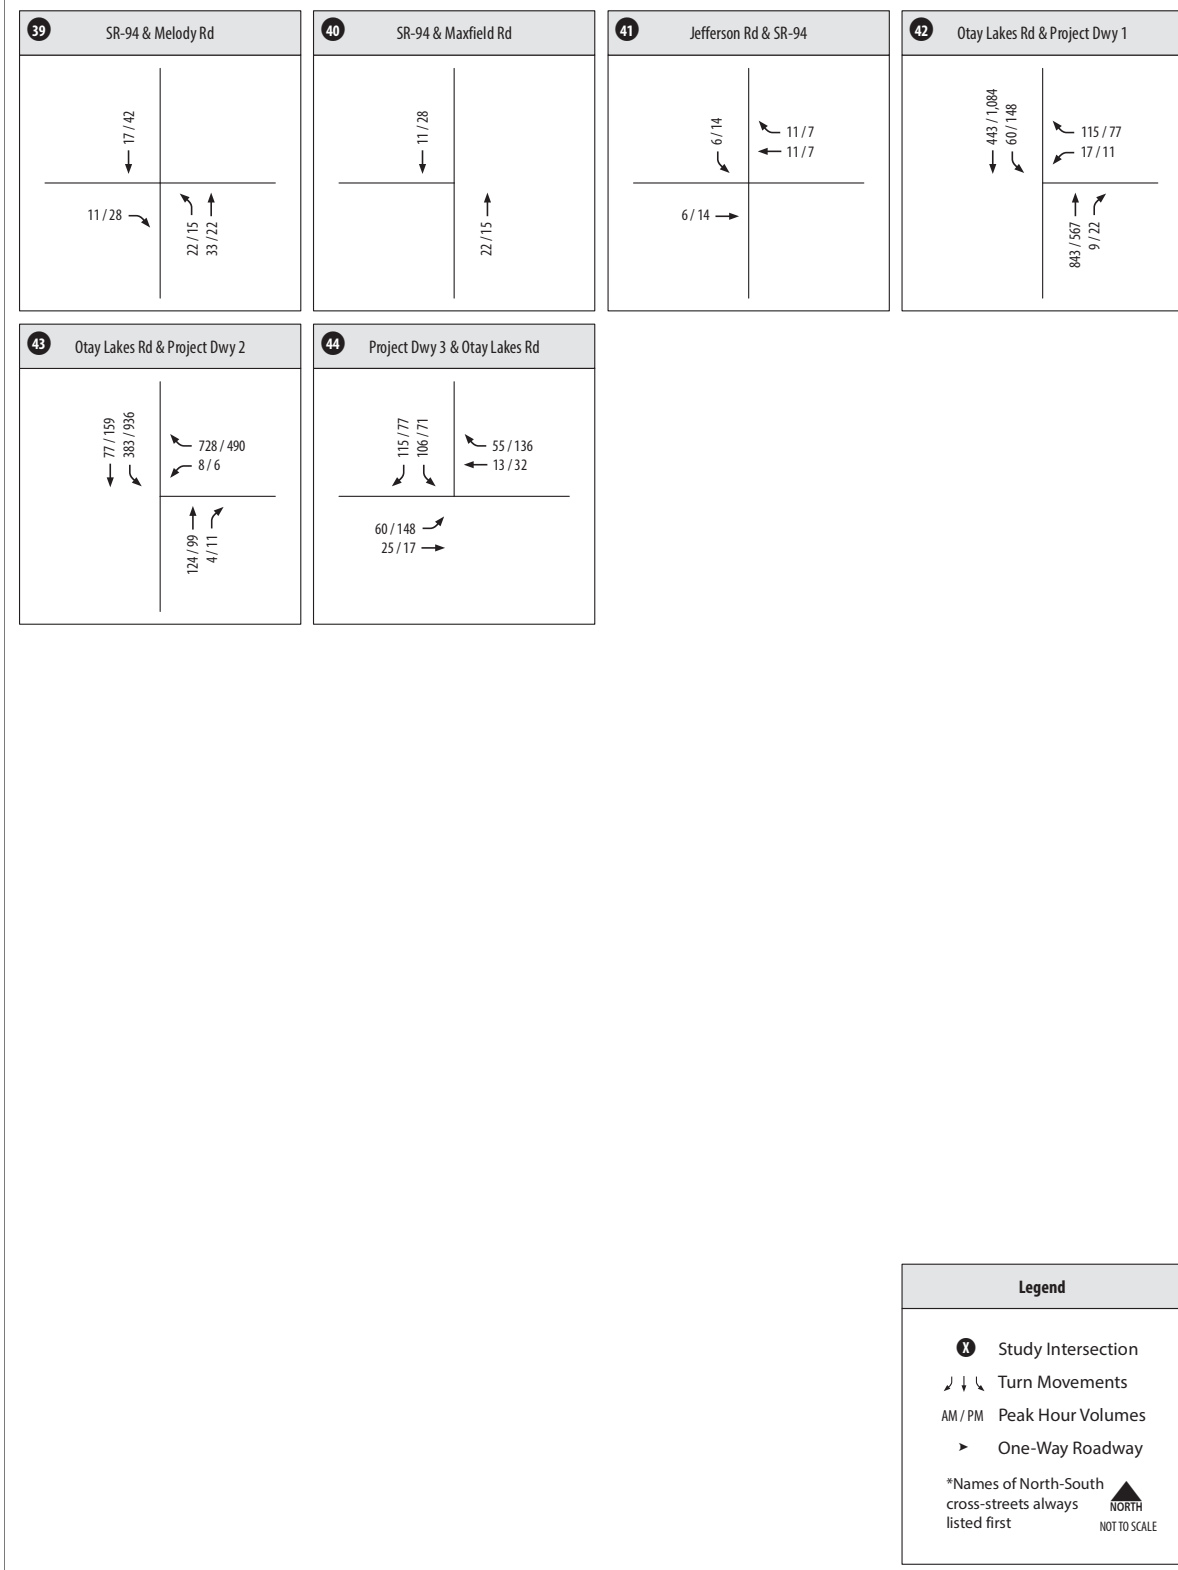 39 SR-94 & Melody Rd
17 / 42
11 / 28
22 / 15
33 / 22
40 SR-94 & Maxfield Rd
11 / 28
22 / 15
41 Jefferson Rd & SR-94
6 / 14
11 / 7
11 / 7
6 / 14
42 Otay Lakes Rd & Project Dwy 1
443 / 1,084
60 / 148
115 / 77
17 / 11
843 / 567
9 / 22
43 Otay Lakes Rd & Project Dwy 2
77 / 159
383 / 936
728 / 490
8 / 6
124 / 99
4 / 11
44 Project Dwy 3 & Otay Lakes Rd
115 / 77
106 / 71
55 / 136
13 / 32
60 / 148
25 / 17
Legend
X Study Intersection
Turn Movements
AM / PM Peak Hour Volumes
One-Way Roadway
*Names of North-South
cross-streets always
listed first
NORTH
NOT TO SCALE